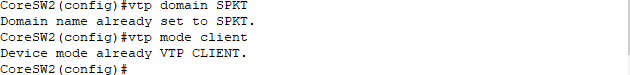 CoreSW2(config)#vtp domain SPKT
Domain name already set to SPKT.
CoreSW2(config)#vtp mode client
Device mode already VTP CLIENT.
CoreSW2(config)#